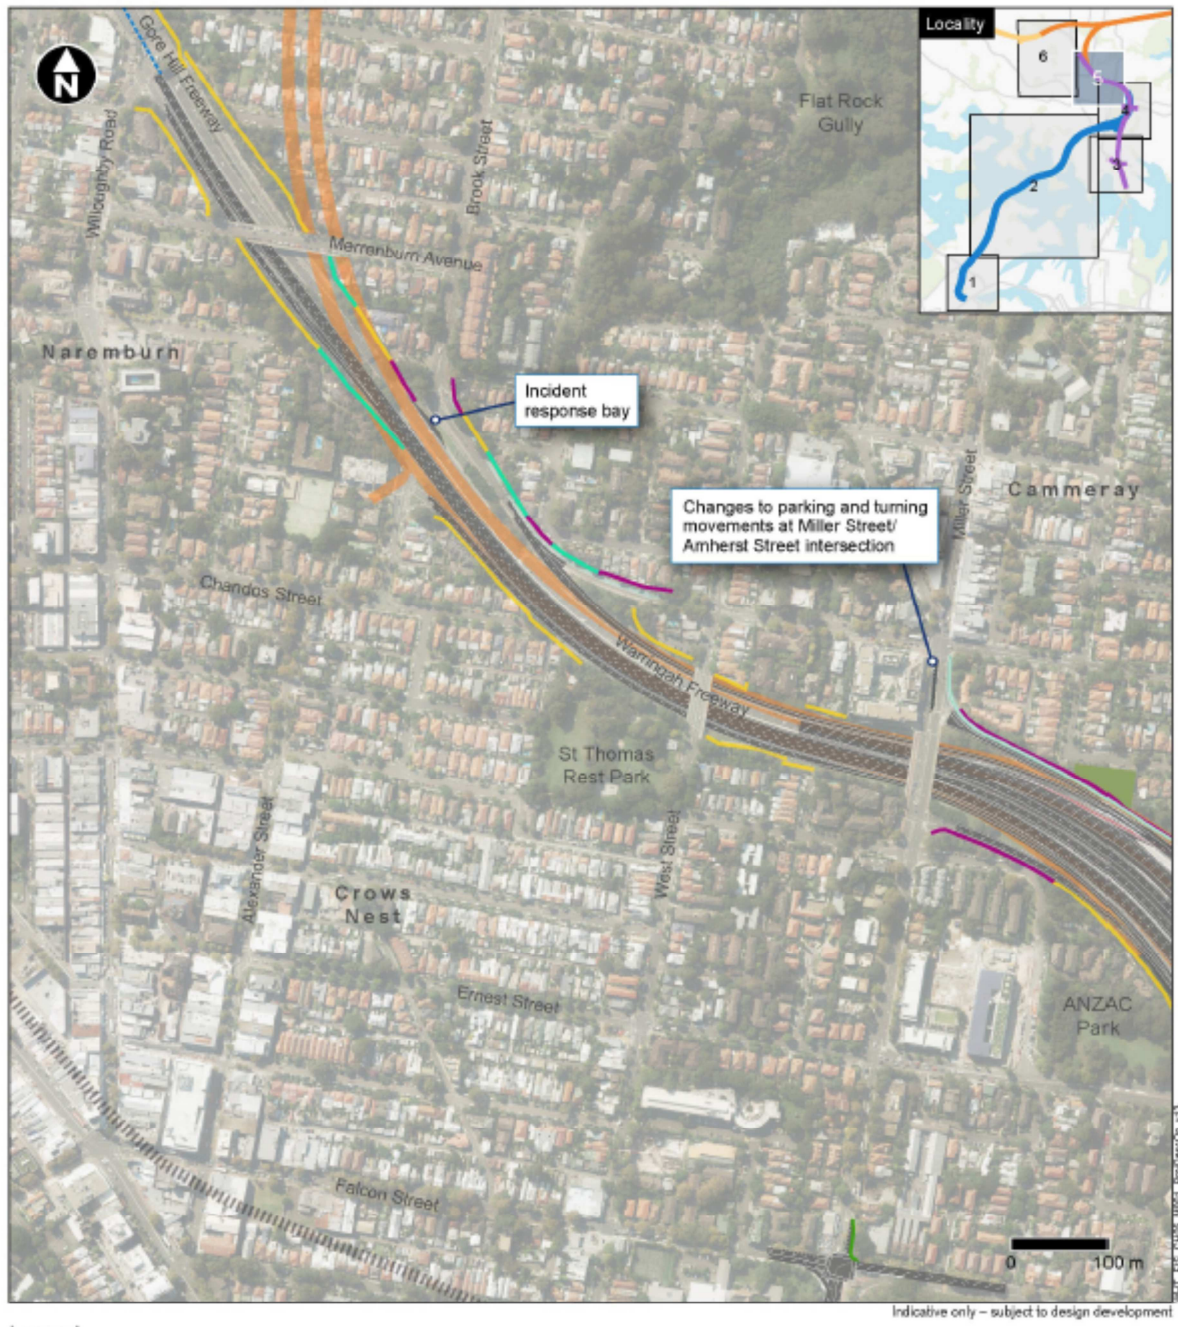 Locality
6
5
4
3
2
1
N
Gore Hill Freeway
Willoughby Road
Brook Street
Flat Rock
Gully
Merrenburn Avenue
Naremburn
Incident
response bay
Miller Street
Cammeray
Changes to parking and turning
movements at Miller Street/
Amherst Street intersection
Chandos Street
Warringah Freeway
St Thomas
Rest Park
Alexander Street
West Street
Crows
Nest
Ernest Street
ANZAC
Park
Falcon Street
0
100 m
Indicative only – subject to design development